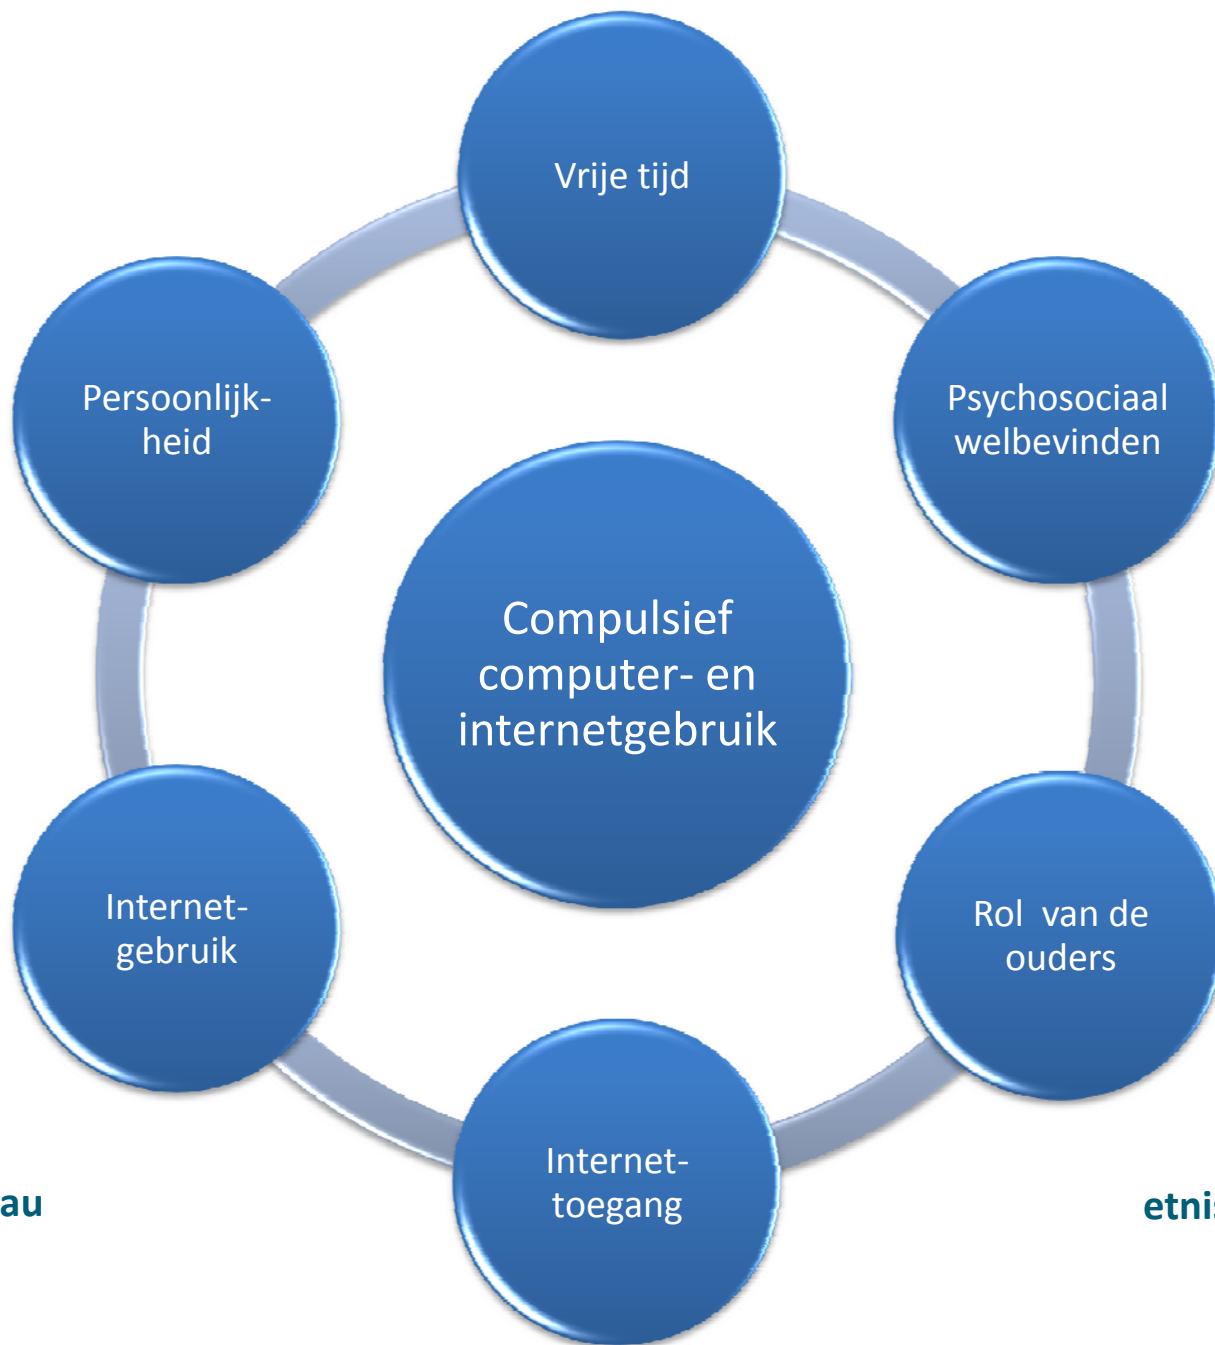 Vrije tijd
Persoonlijk-
heid
Psychosociaal
welbevinden
Compulsief
computer- en
internetgebruik
Internet-
gebruik
Rol  van de
ouders
Internet-
toegang
au
etnis